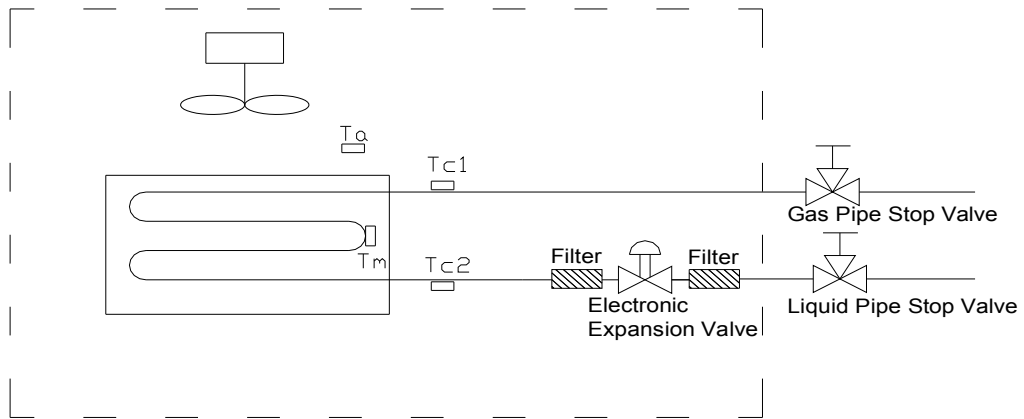 Ta
Tc1
Gas Pipe Stop Valve
Tm
Tc2
Filter
Filter
Electronic
Expansion Valve
Liquid Pipe Stop Valve